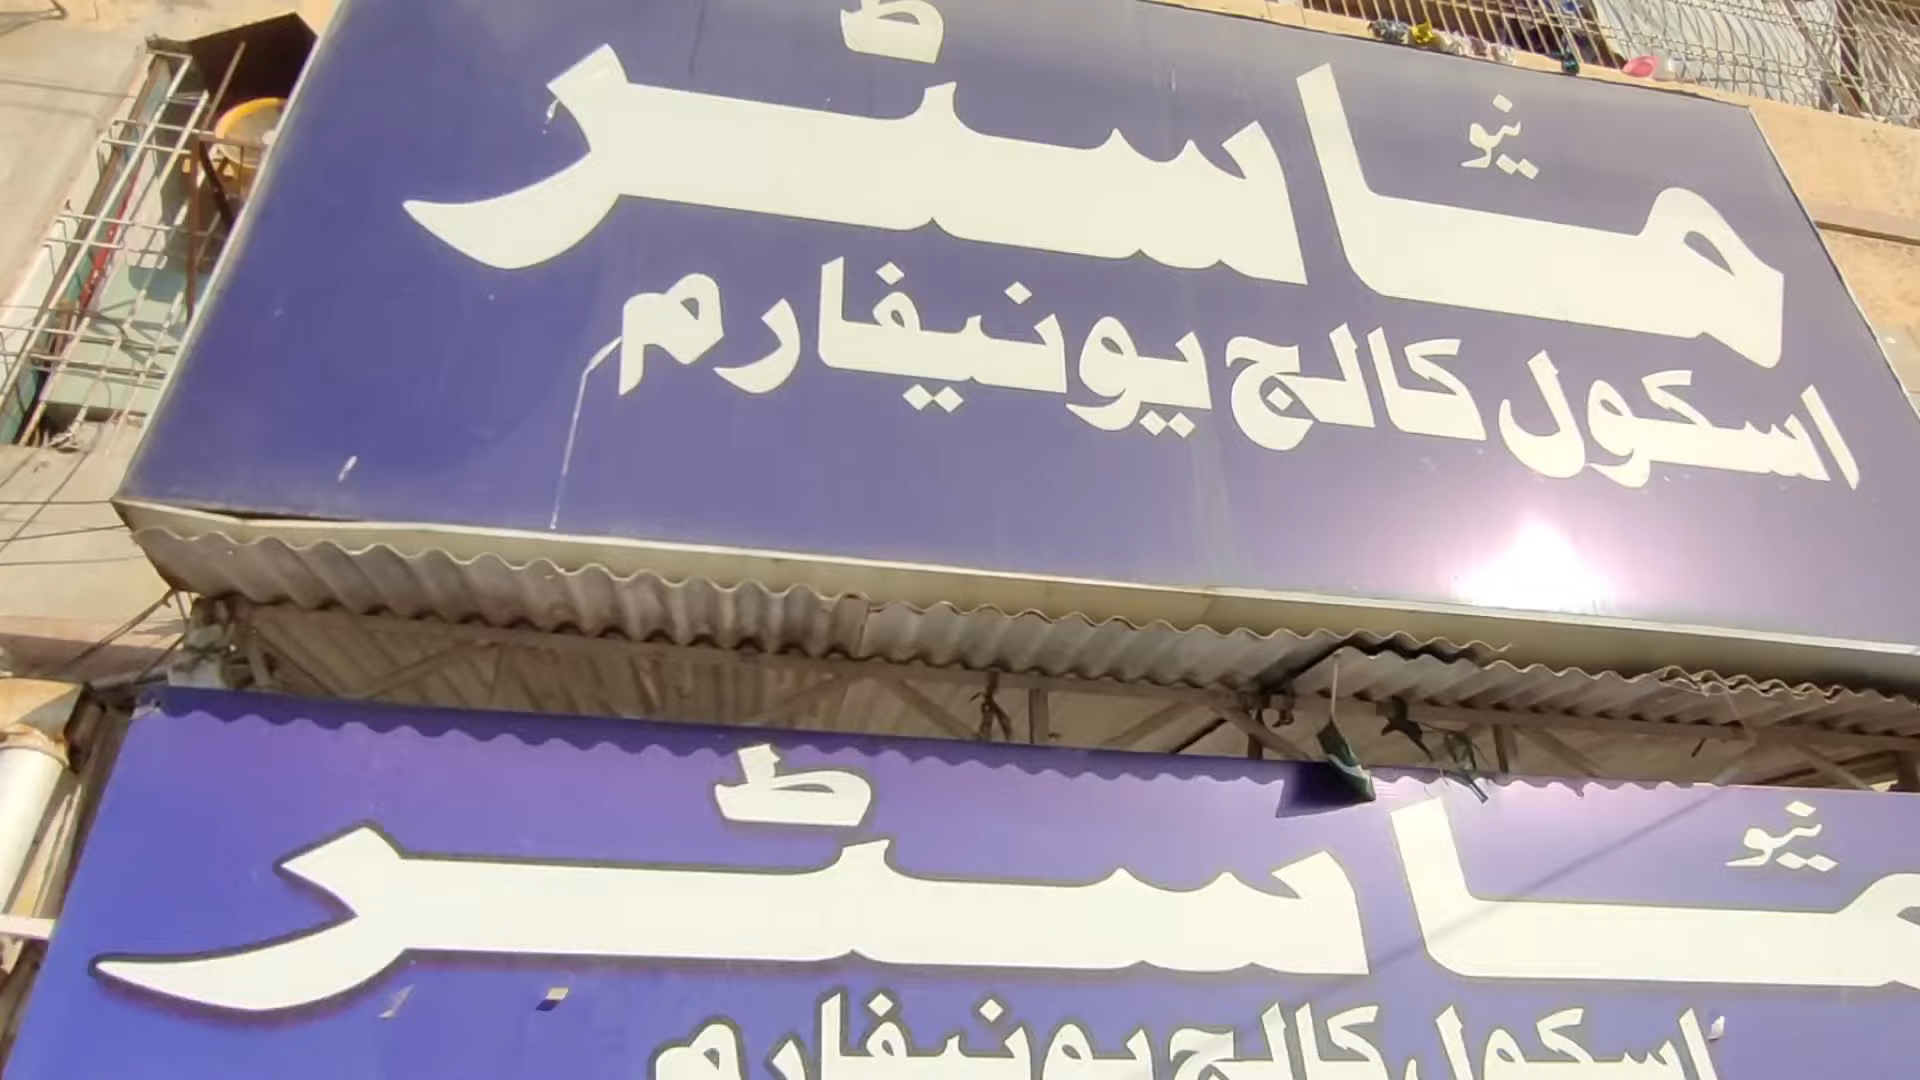 نیو
ماسٹر
اسکول کالج یونیفارم
نیو
ماسٹر
اسکول کالج یونیفارم